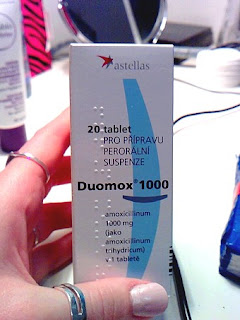 astellas
20 tablet
PRO PŘÍPRAVU
PERORÁLNÍ
SUSPENZE
Duomox® 1000
amoxicillinum
1000 mg
(jako
amoxicillinum
trihydricum)
v 1 tabletě